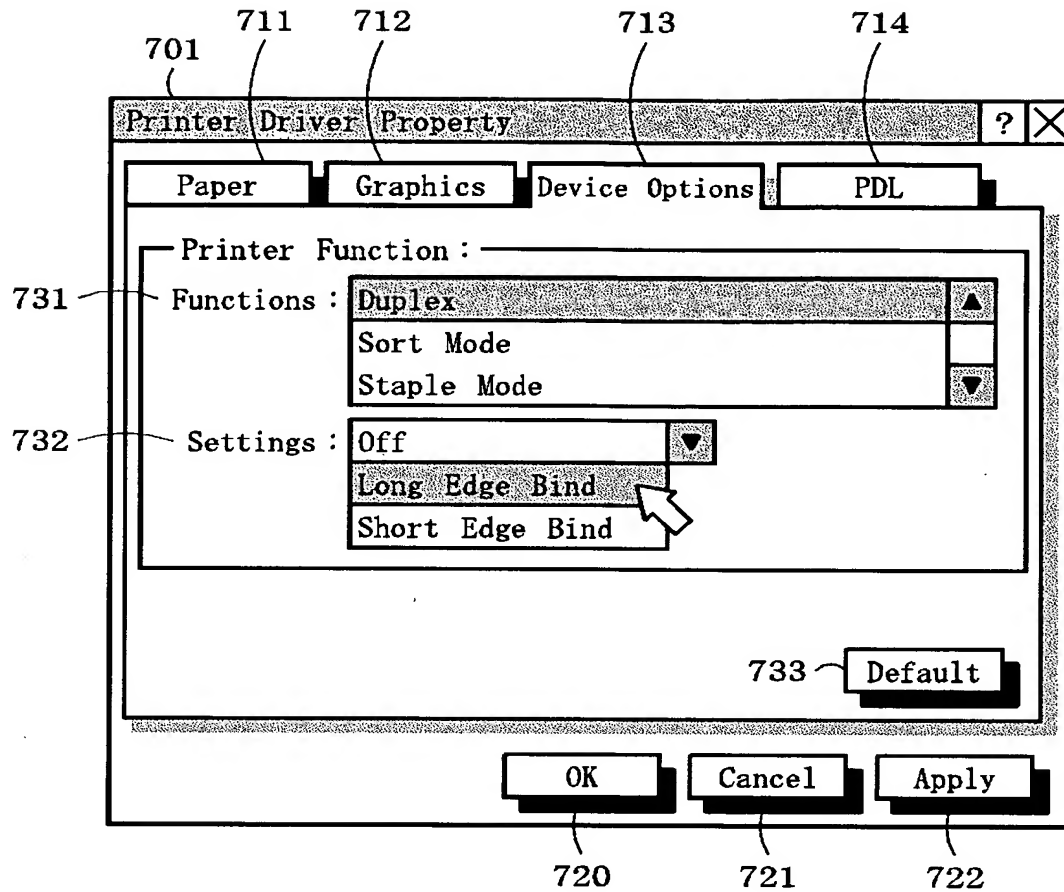 711 712 713 714
701
Printer Driver Property ?
Paper Graphics Device Options PDL
Printer Function :
731 Functions : Duplex
Sort Mode
Staple Mode
732 Settings : Off
Long Edge Bind
Short Edge Bind
733 Default
OK Cancel Apply
720 721 722